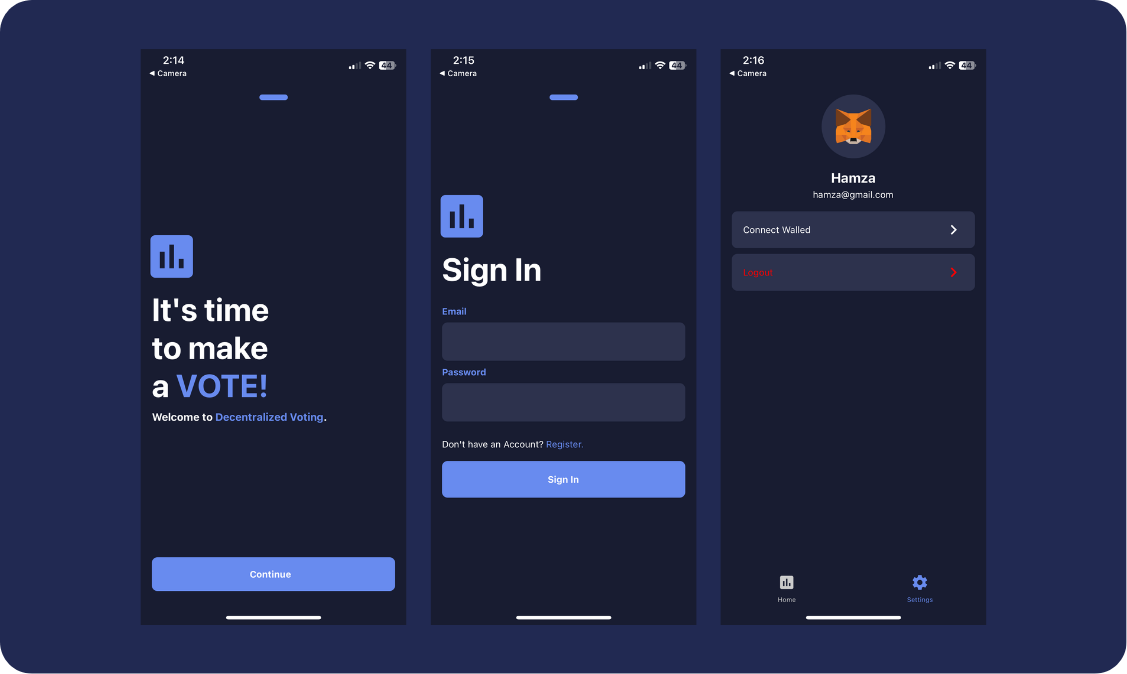 2:14
44
◀ Camera
It's time
to make
a VOTE!
Welcome to Decentralized Voting.
Continue
2:15
44
◀ Camera
Sign In
Email
Password
Don't have an Account? Register.
Sign In
2:16
44
◀ Camera
Hamza
hamza@gmail.com
Connect Walled
Logout
Home
Settings